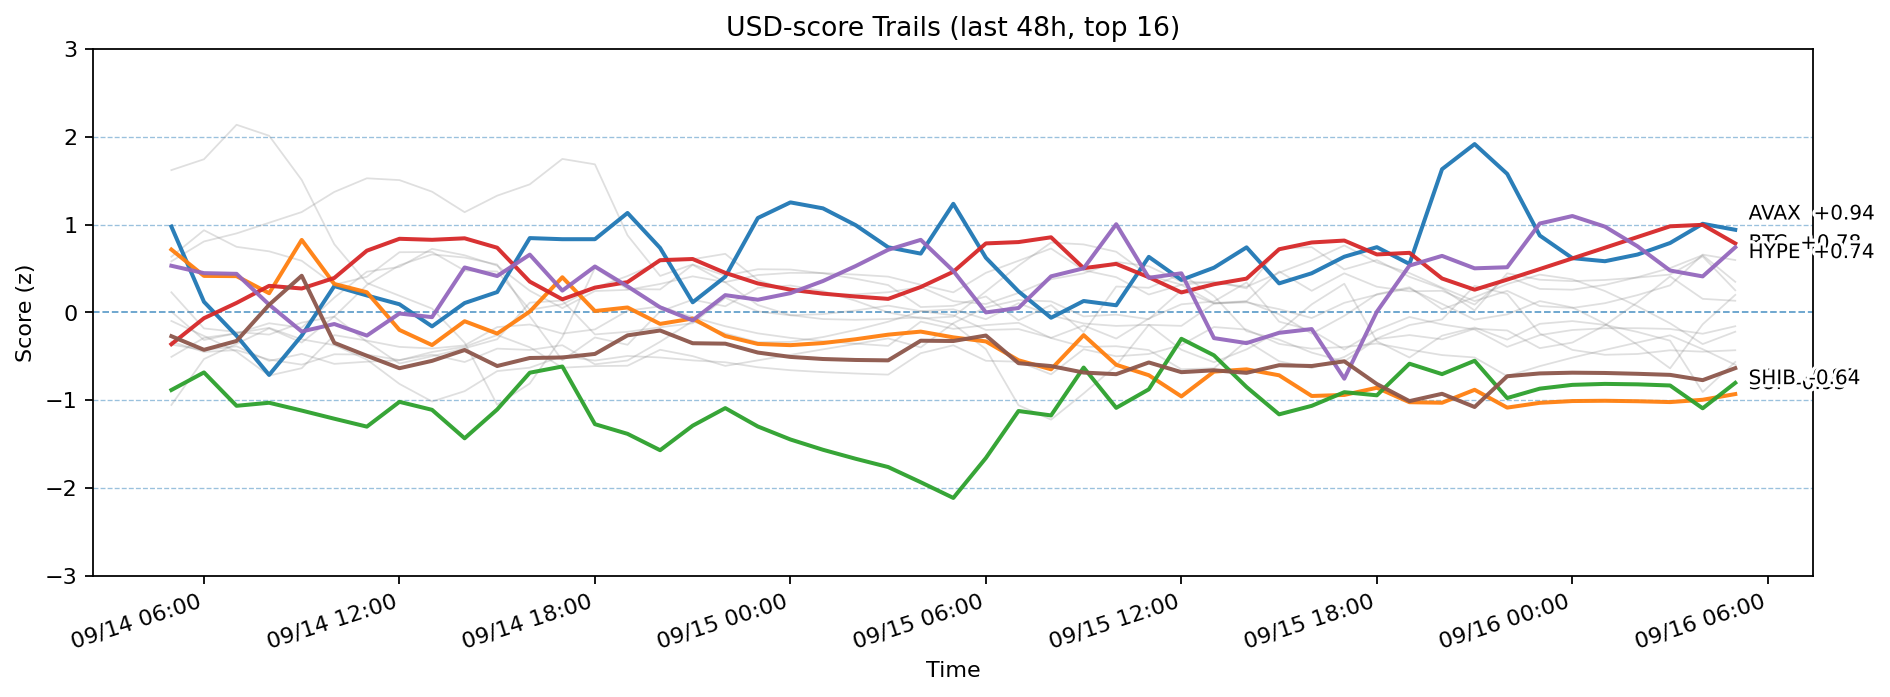 USD-score Trails (last 48h, top 16)
Score (z)
3
2
1
0
−1
−2
−3
AVAX +0.94
BTC +0.78
HYPE +0.74
SHIB -0.64
09/14 06:00
09/14 12:00
09/14 18:00
09/15 00:00
09/15 06:00
09/15 12:00
09/15 18:00
09/16 00:00
09/16 06:00
Time